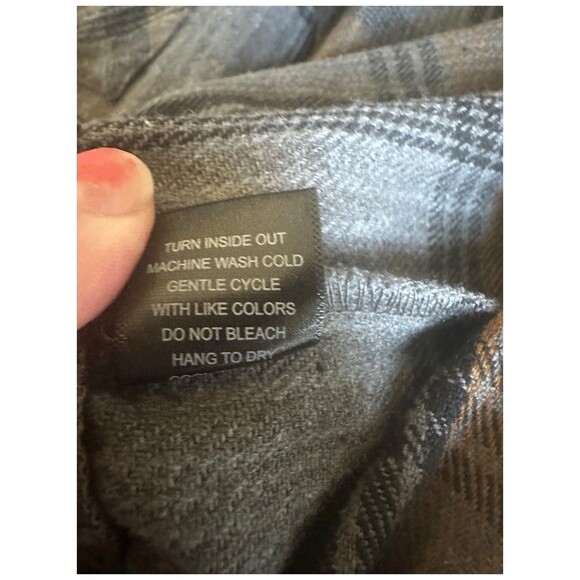 TURN INSIDE OUT
MACHINE WASH COLD
GENTLE CYCLE
WITH LIKE COLORS
DO NOT BLEACH
HANG TO DRY